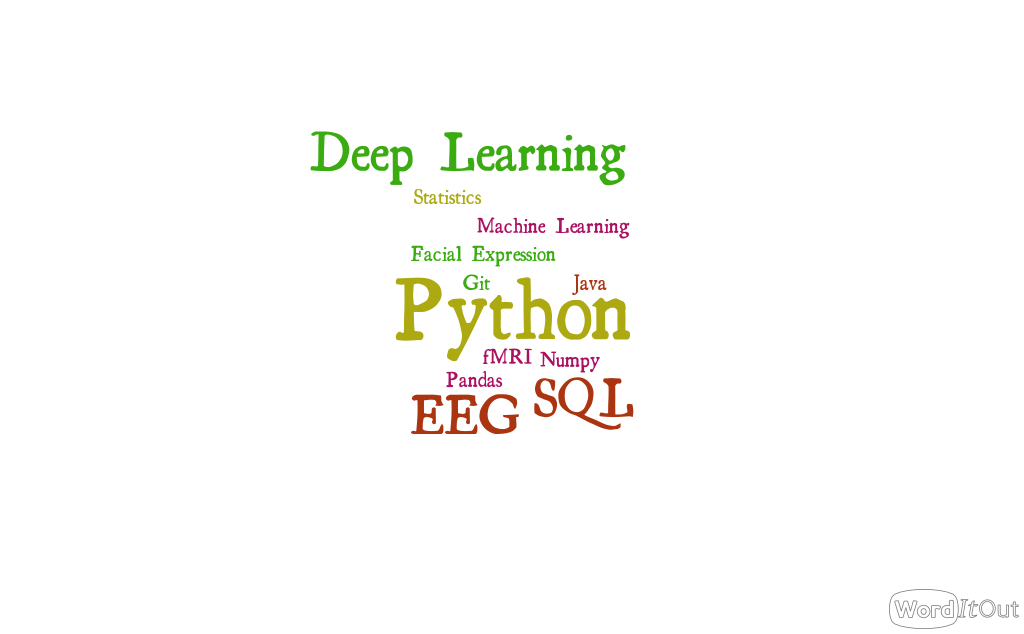 Deep Learning
Statistics
Machine Learning
Facial Expression
Git Java
Python
fMRI Numpy
Pandas
EEG SQL
WordItOut